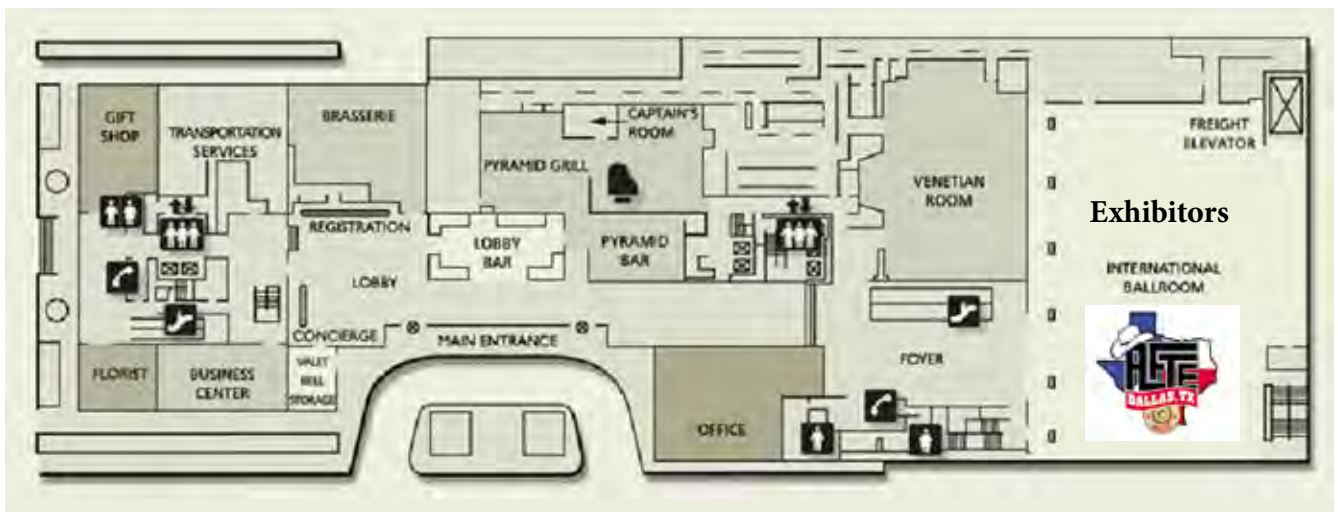 GIFT
SHOP
TRANSPORTATION
SERVICES
BRASSERIE
CAPTAIN'S
ROOM
PYRAMID GRILL
FREIGHT
ELEVATOR
VENETIAN
ROOM
Exhibitors
REGISTRATION
LOBBY
BAR
PYRAMID
BAR
INTERNATIONAL
BALLROOM
LOBBY
CONCIERGE
MAIN ENTRANCE
FLORIST
BUSINESS
CENTER
VALET
BELL
STORAGE
FOYER
OFFICE
AFTE
DALLAS, TX